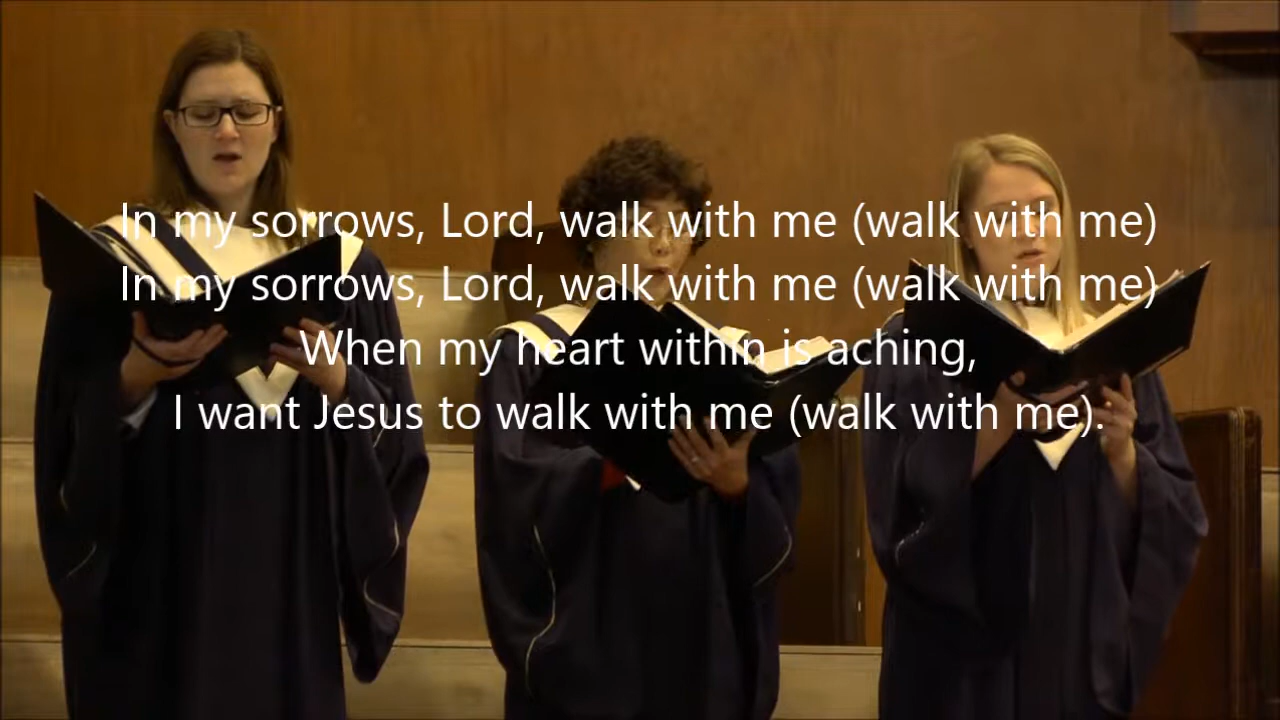 In my sorrows, Lord, walk with me (walk with me)
In my sorrows, Lord, walk with me (walk with me)
When my heart within is aching,
I want Jesus to walk with me (walk with me).